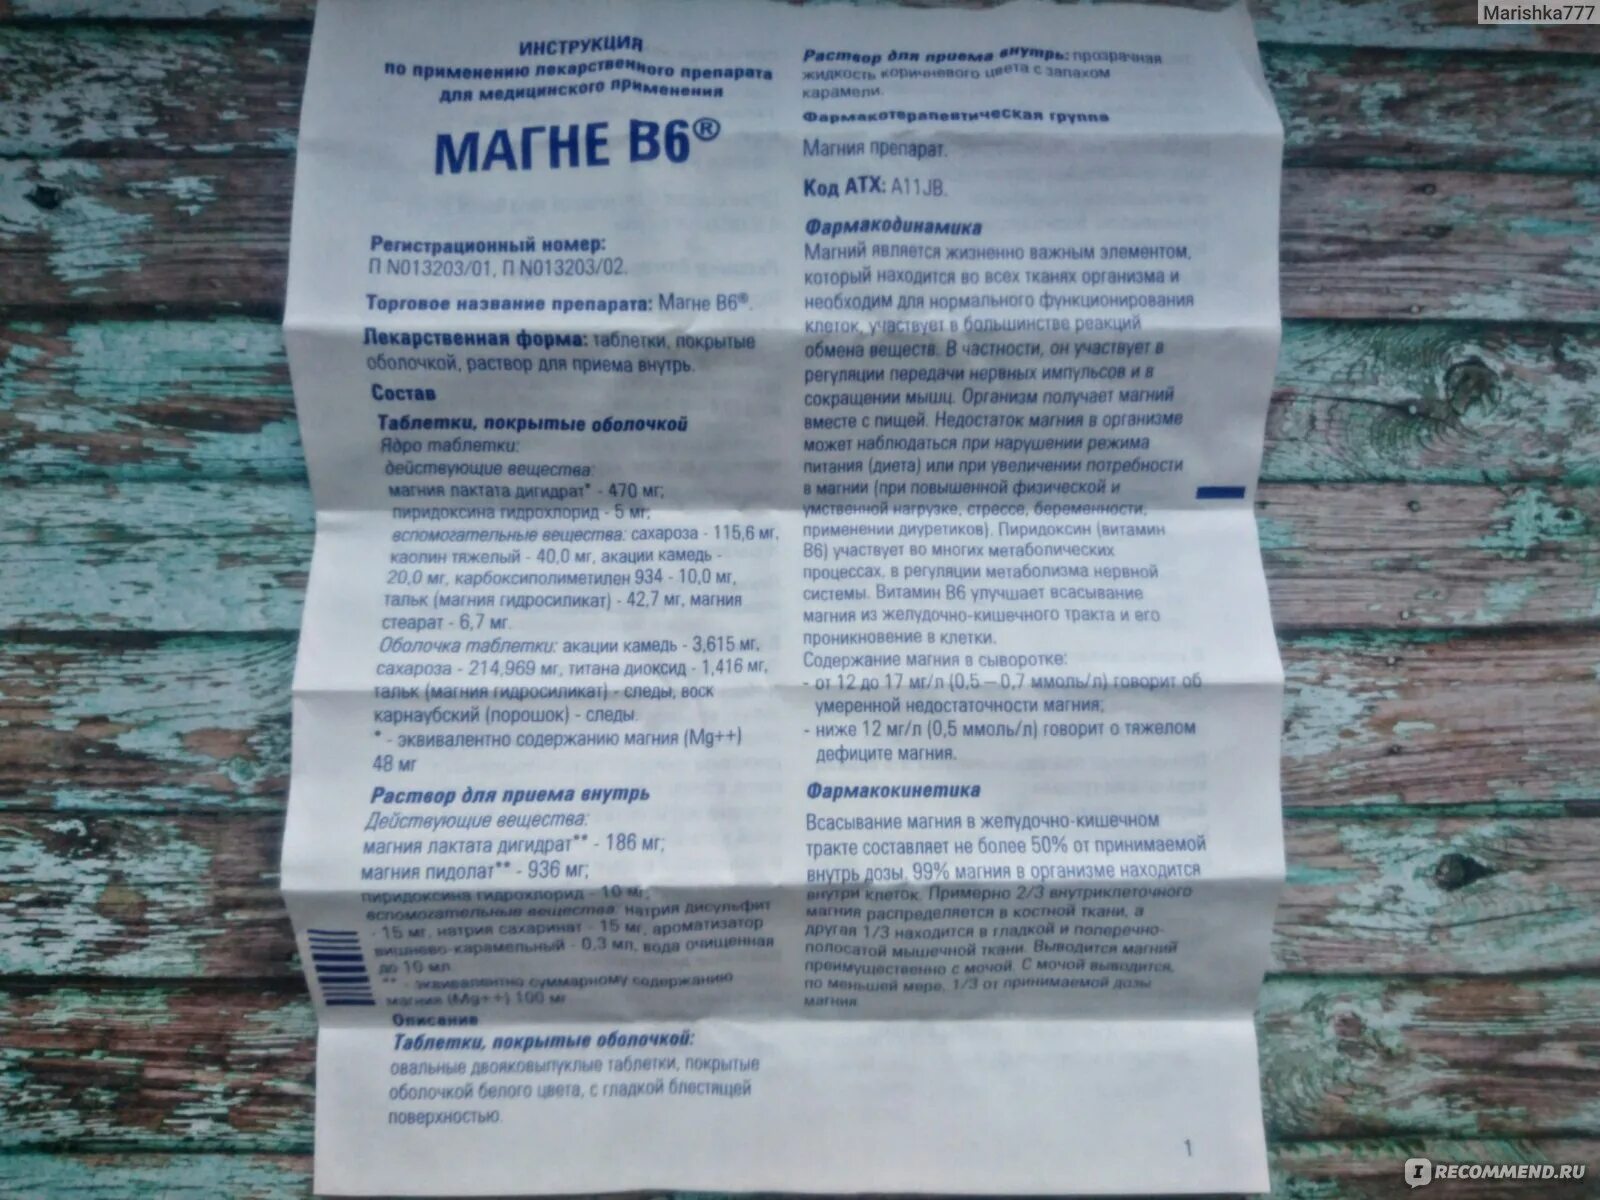 Marishka777
ИНСТРУКЦИЯ
по применению лекарственного препарата
для медицинского применения
МАГНЕ В6®
Регистрационный номер:
П N013203/01, П N013203/02.
Торговое название препарата: Магне В6®.
Лекарственная форма: таблетки, покрытые
оболочкой, раствор для приема внутрь.
Состав
Таблетки, покрытые оболочкой
Ядро таблетки:
действующие вещества:
магния лактата дигидрат* - 470 мг;
пиридоксина гидрохлорид - 5 мг;
вспомогательные вещества: сахароза - 115,6 мг,
каолин тяжелый - 40,0 мг, акации камедь -
20,0 мг, карбоксиполиметилен 934 - 10,0 мг,
тальк (магния гидросиликат) - 42,7 мг, магния
стеарат - 6,7 мг.
Оболочка таблетки: акации камедь - 3,615 мг,
сахароза - 214,969 мг, титана диоксид - 1,416 мг,
тальк (магния гидросиликат) - следы, воск
карнаубский (порошок) - следы.
* - эквивалентно содержанию магния (Mg++)
48 мг
Раствор для приема внутрь
Действующие вещества:
магния лактата дигидрат** - 186 мг;
магния пидолат** - 936 мг;
пиридоксина гидрохлорид - 10 мг;
вспомогательные вещества: натрия дисульфит
- 15 мг, натрия сахаринат - 15 мг, ароматизатор
вишнево-карамельный - 0,3 мл, вода очищенная
до 10 мл.
** - эквивалентно суммарному содержанию
магния (Mg++) 100 мг
Описание
Таблетки, покрытые оболочкой:
овальные двояковыпуклые таблетки, покрытые
оболочкой белого цвета, с гладкой блестящей
поверхностью.
Раствор для приема внутрь: прозрачная
жидкость коричневого цвета с запахом
карамели.
Фармакотерапевтическая группа
Магния препарат.
Код АТХ: А11JB.
Фармакодинамика
Магний является жизненно важным элементом,
который находится во всех тканях организма и
необходим для нормального функционирования
клеток, участвует в большинстве реакций
обмена веществ. В частности, он участвует в
регуляции передачи нервных импульсов и в
сокращении мышц. Организм получает магний
вместе с пищей. Недостаток магния в организме
может наблюдаться при нарушении режима
питания (диета) или при увеличении потребности
в магнии (при повышенной физической и
умственной нагрузке, стрессе, беременности,
применении диуретиков). Пиридоксин (витамин
В6) участвует во многих метаболических
процессах, в регуляции метаболизма нервной
системы. Витамин В6 улучшает всасывание
магния из желудочно-кишечного тракта и его
проникновение в клетки.
Содержание магния в сыворотке:
- от 12 до 17 мг/л (0,5 – 0,7 ммоль/л) говорит об
умеренной недостаточности магния;
- ниже 12 мг/л (0,5 ммоль/л) говорит о тяжелом
дефиците магния.
Фармакокинетика
Всасывание магния в желудочно-кишечном
тракте составляет не более 50% от принимаемой
внутрь дозы. 99% магния в организме находится
внутри клеток. Примерно 2/3 внутриклеточного
магния распределяется в костной ткани, а
другая 1/3 находится в гладкой и поперечно-
полосатой мышечной ткани. Выводится магний
преимущественно с мочой. С мочой выводится,
по меньшей мере, 1/3 от принимаемой дозы
магния.
1
IRECOMMEND.RU